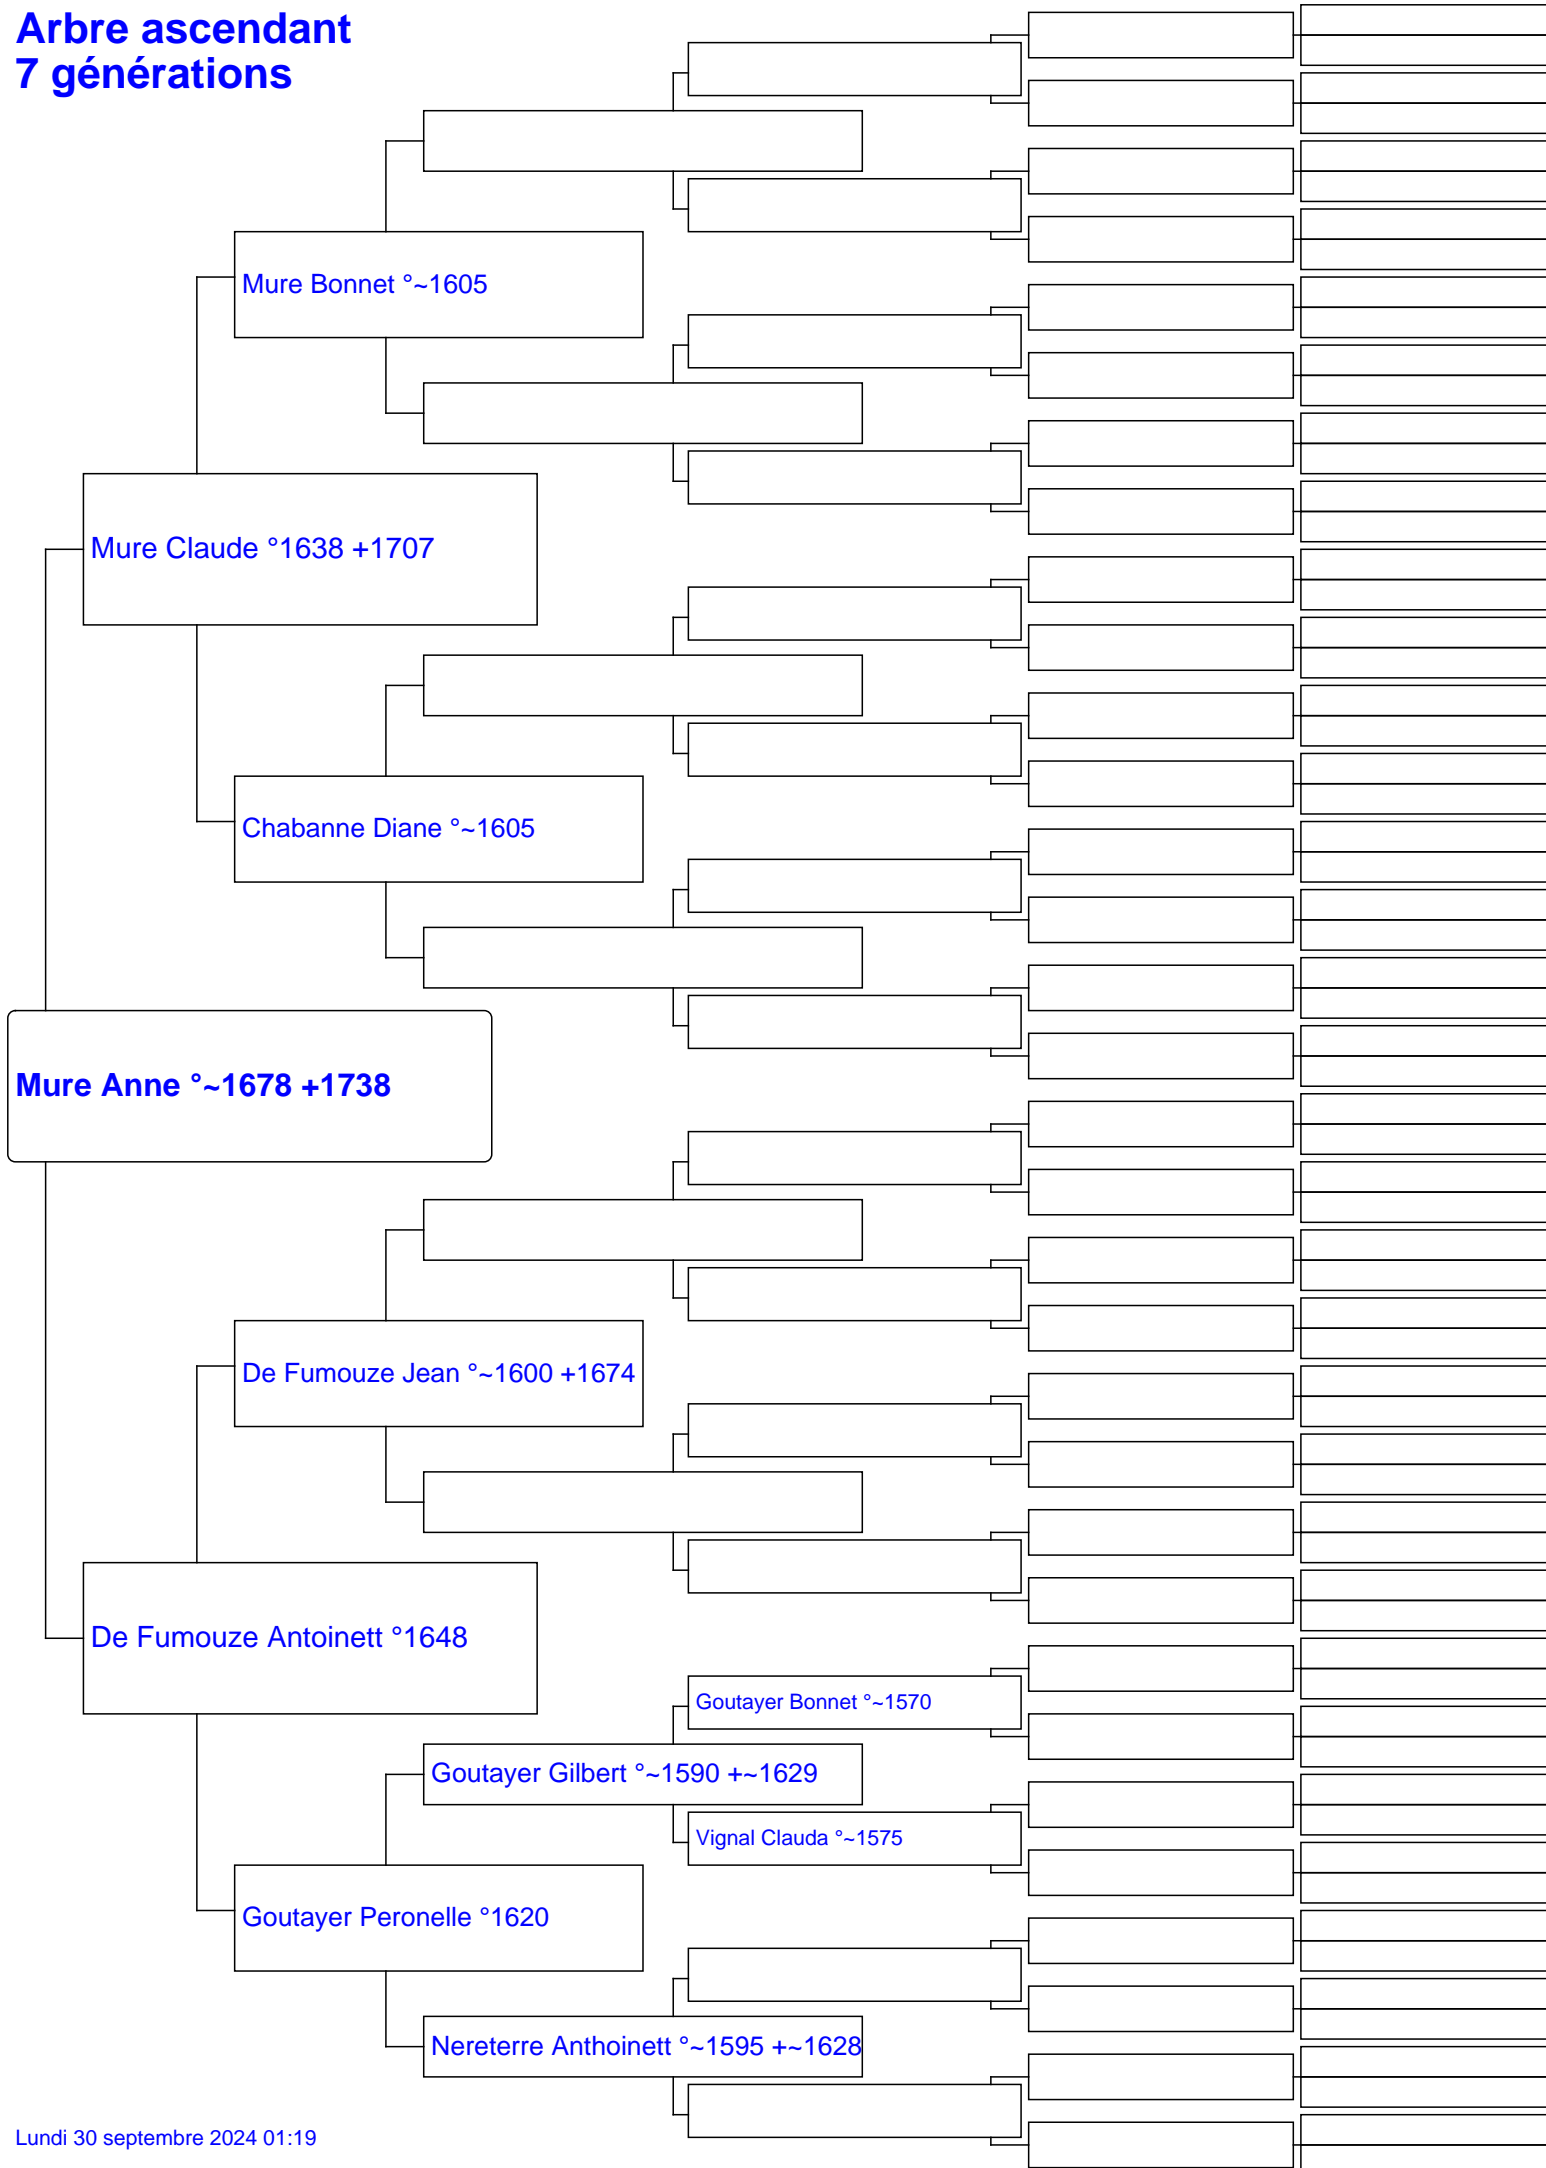 Arbre ascendant
7 générations
Mure Bonnet °~1605
Mure Claude °1638 +1707
Chabanne Diane °~1605
Mure Anne °~1678 +1738
De Fumouze Jean °~1600 +1674
De Fumouze Antoinett °1648
Goutayer Bonnet °~1570
Goutayer Gilbert °~1590 +~1629
Vignal Clauda °~1575
Goutayer Peronelle °1620
Nereterre Anthoinett °~1595 +~1628
Lundi 30 septembre 2024 01:19